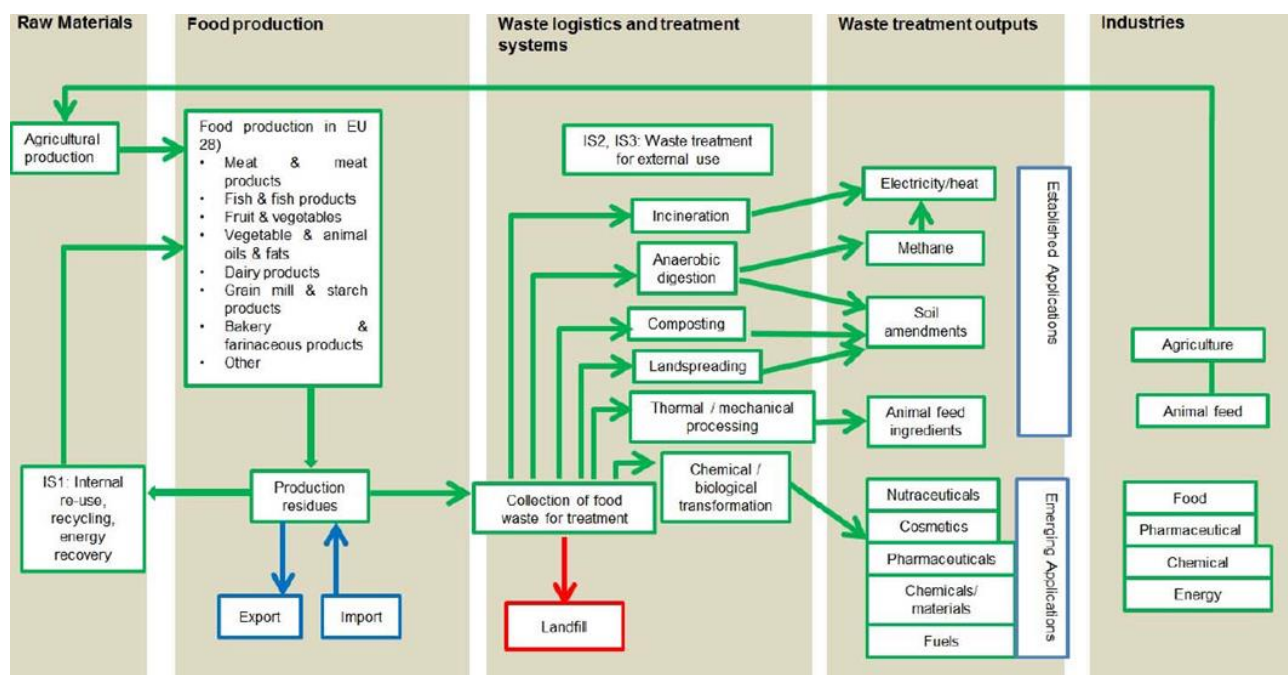 Raw Materials
Food production
Waste logistics and treatment
systems
Waste treatment outputs
Industries
Agricultural
production
Food production in EU
28)
• Meat & meat
products
• Fish & fish products
• Fruit & vegetables
• Vegetable & animal
oils & fats
• Dairy products
• Grain mill & starch
products
• Bakery &
farinaceous products
• Other
IS1: Internal
re-use,
recycling,
energy
recovery
Production
residues
Export
Import
IS2, IS3: Waste treatment
for external use
Incineration
Anaerobic
digestion
Composting
Landspreading
Thermal / mechanical
processing
Chemical /
biological
transformation
Collection of food
waste for treatment
Landfill
Electricity/heat
Methane
Soil
amendments
Animal feed
ingredients
Established Applications
Nutraceuticals
Cosmetics
Pharmaceuticals
Chemicals/
materials
Fuels
Emerging Applications
Agriculture
Animal feed
Food
Pharmaceutical
Chemical
Energy